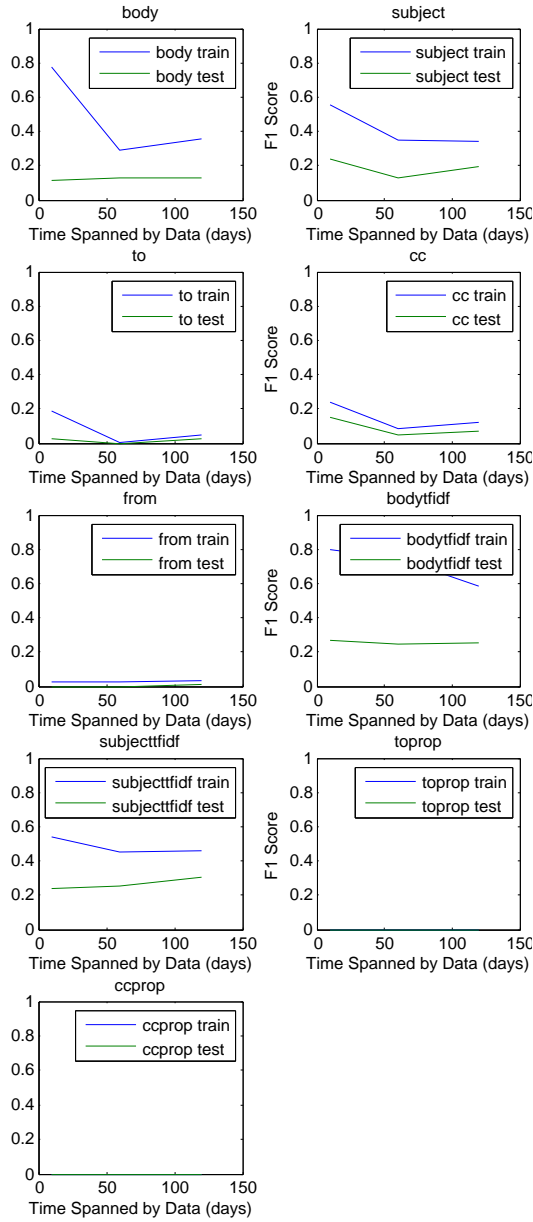 body
1
0.8
0.6
0.4
0.2
0
body train
body test
0 50 100 150
Time Spanned by Data (days)
subject
F1 Score
1
0.8
0.6
0.4
0.2
0
subject train
subject test
0 50 100 150
Time Spanned by Data (days)
to
1
0.8
0.6
0.4
0.2
0
to train
to test
0 50 100 150
Time Spanned by Data (days)
cc
F1 Score
1
0.8
0.6
0.4
0.2
0
cc train
cc test
0 50 100 150
Time Spanned by Data (days)
from
1
0.8
0.6
0.4
0.2
0
from train
from test
0 50 100 150
Time Spanned by Data (days)
bodytfidf
F1 Score
1
0.8
0.6
0.4
0.2
0
bodytfidf train
bodytfidf test
0 50 100 150
Time Spanned by Data (days)
subjecttfidf
1
0.8
0.6
0.4
0.2
0
subjecttfidf train
subjecttfidf test
0 50 100 150
Time Spanned by Data (days)
toprop
F1 Score
1
0.8
0.6
0.4
0.2
0
toprop train
toprop test
0 50 100 150
Time Spanned by Data (days)
ccprop
1
0.8
0.6
0.4
0.2
0
ccprop train
ccprop test
0 50 100 150
Time Spanned by Data (days)